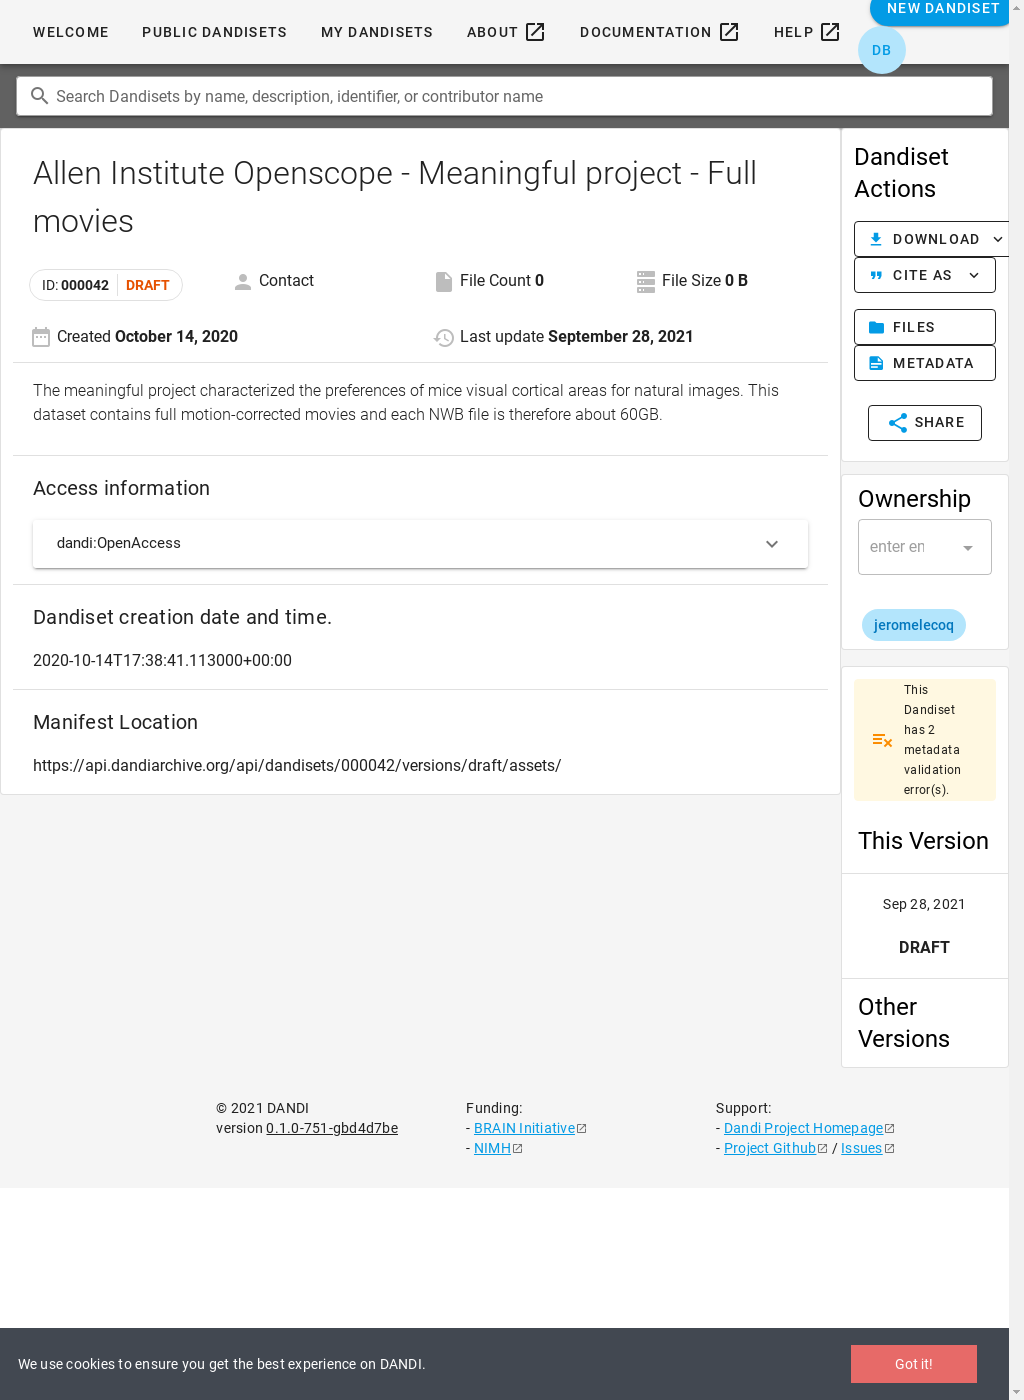 WELCOME PUBLIC DANDISETS MY DANDISETS ABOUT DOCUMENTATION HELP NEW DANDISET
DB
Search Dandisets by name, description, identifier, or contributor name
Allen Institute Openscope - Meaningful project - Full
movies
ID: 000042 DRAFT Contact File Count 0 File Size 0 B
Created October 14, 2020 Last update September 28, 2021
The meaningful project characterized the preferences of mice visual cortical areas for natural images. This
dataset contains full motion-corrected movies and each NWB file is therefore about 60GB.
Access information
dandi:OpenAccess
Dandiset creation date and time.
2020-10-14T17:38:41.113000+00:00
Manifest Location
https://api.dandiarchive.org/api/dandisets/000042/versions/draft/assets/
Dandiset
Actions
DOWNLOAD
CITE AS
FILES
METADATA
SHARE
Ownership
enter en
jeromelecoq
This
Dandiset
has 2
metadata
validation
error(s).
This Version
Sep 28, 2021
DRAFT
Other
Versions
© 2021 DANDI
version 0.1.0-751-gbd4d7be
Funding:
- BRAIN Initiative
- NIMH
Support:
- Dandi Project Homepage
- Project Github / Issues
We use cookies to ensure you get the best experience on DANDI.
Got it!